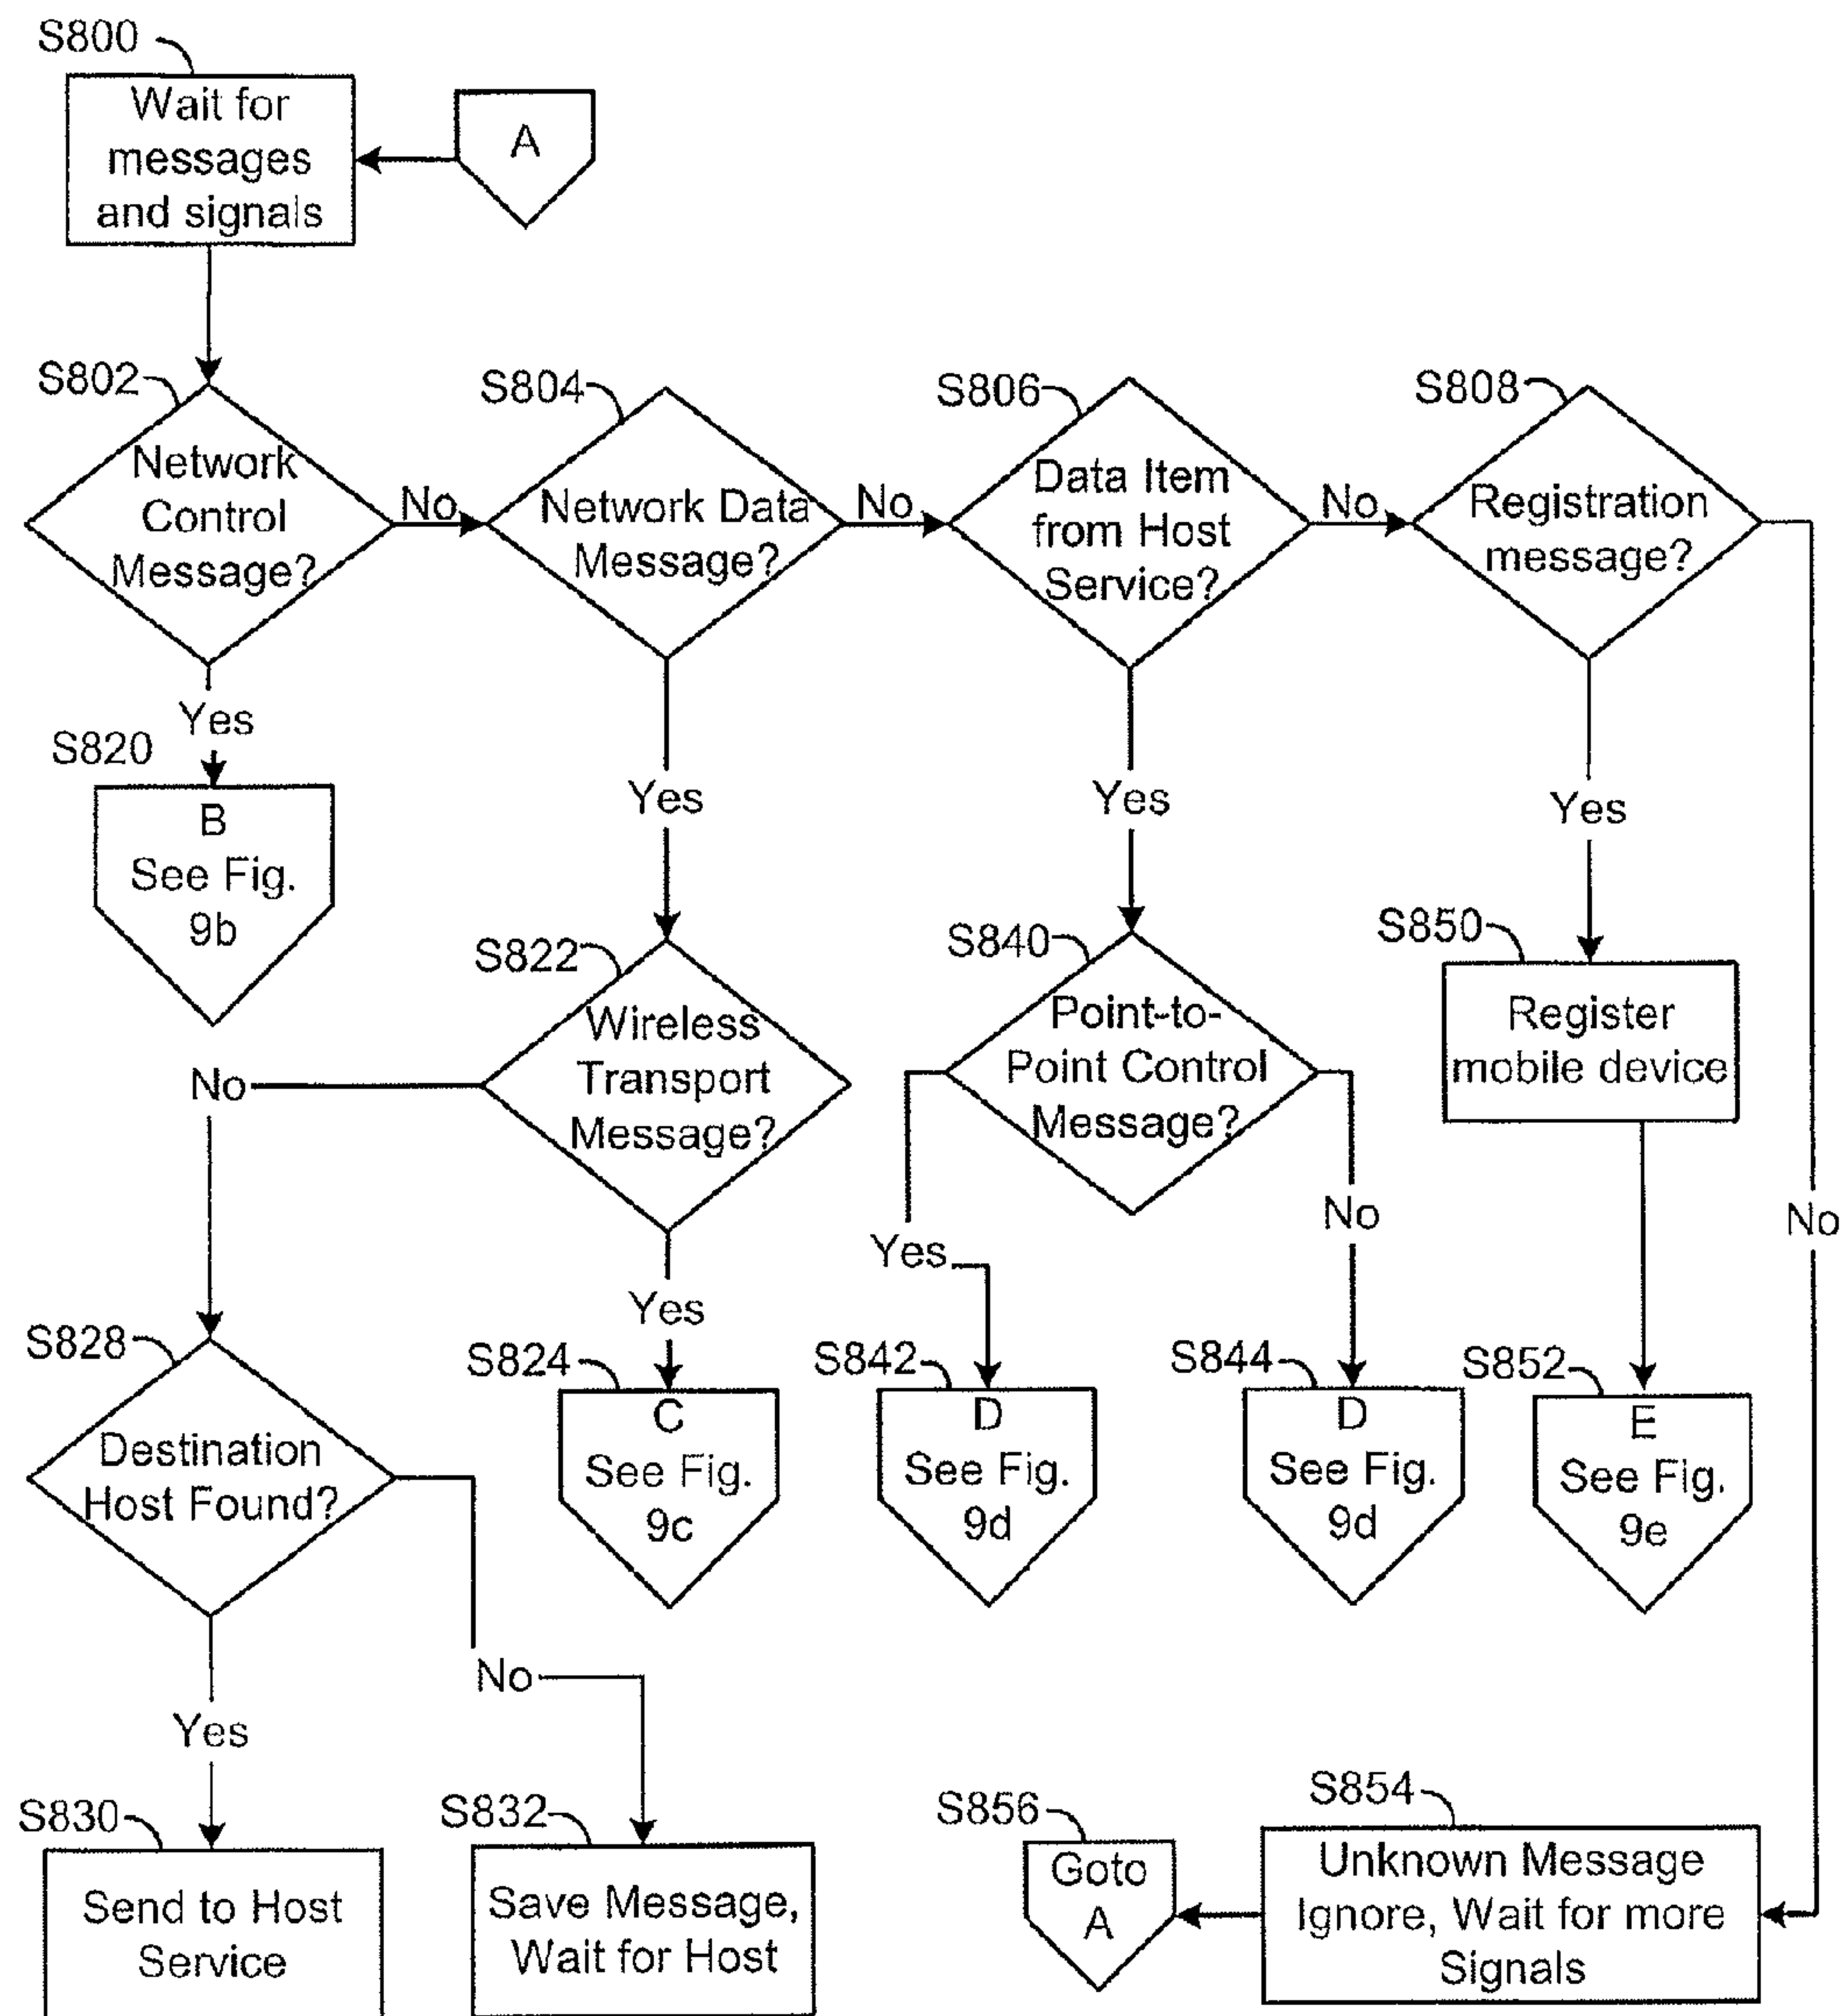 S800
Wait for
messages
and signals
A
S802
Network
Control
Message?
No
S804
Network Data
Message?
No
S806
Data Item
from Host
Service?
No
S808
Registration
message?
Yes
S820
B
See Fig.
9b
Yes
Yes
Yes
No
S822
Wireless
Transport
Message?
No
S840
Point-to-
Point Control
Message?
S850
Register
mobile device
Yes
Yes
No
S828
Destination
Host Found?
S824
C
See Fig.
9c
S842
D
See Fig.
9d
S844
D
See Fig.
9d
S852
E
See Fig.
9e
Yes
No
S830
Send to Host
Service
S832
Save Message,
Wait for Host
S856
Goto
A
S854
Unknown Message
Ignore, Wait for more
Signals